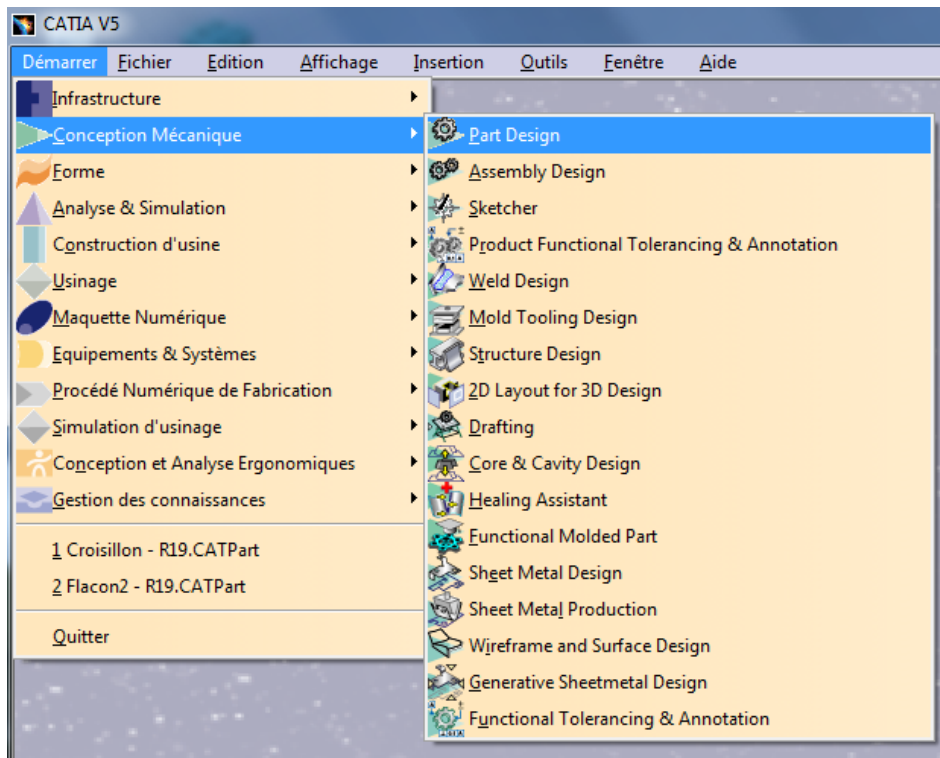 CATIA V5
Démarrer Fichier Edition Affichage Insertion Outils Fenêtre Aide
Infrastructure
Conception Mécanique
Forme
Analyse & Simulation
Construction d'usine
Usinage
Maquette Numérique
Equipements & Systèmes
Procédé Numérique de Fabrication
Simulation d'usinage
Conception et Analyse Ergonomiques
Gestion des connaissances
1 Croisillon - R19.CATPart
2 Flacon2 - R19.CATPart
Quitter
Part Design
Assembly Design
Sketcher
Product Functional Tolerancing & Annotation
Weld Design
Mold Tooling Design
Structure Design
2D Layout for 3D Design
Drafting
Core & Cavity Design
Healing Assistant
Functional Molded Part
Sheet Metal Design
Sheet Metal Production
Wireframe and Surface Design
Generative Sheetmetal Design
Functional Tolerancing & Annotation